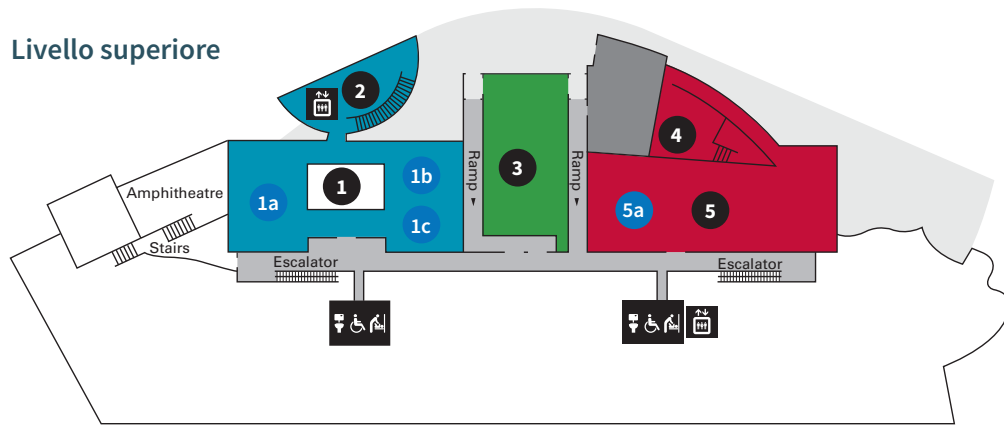 Livello superiore
2
4
Ramp
3
Ramp
1
1b
Amphitheatre
1a
1c
5a
5
Stairs
Escalator
Escalator